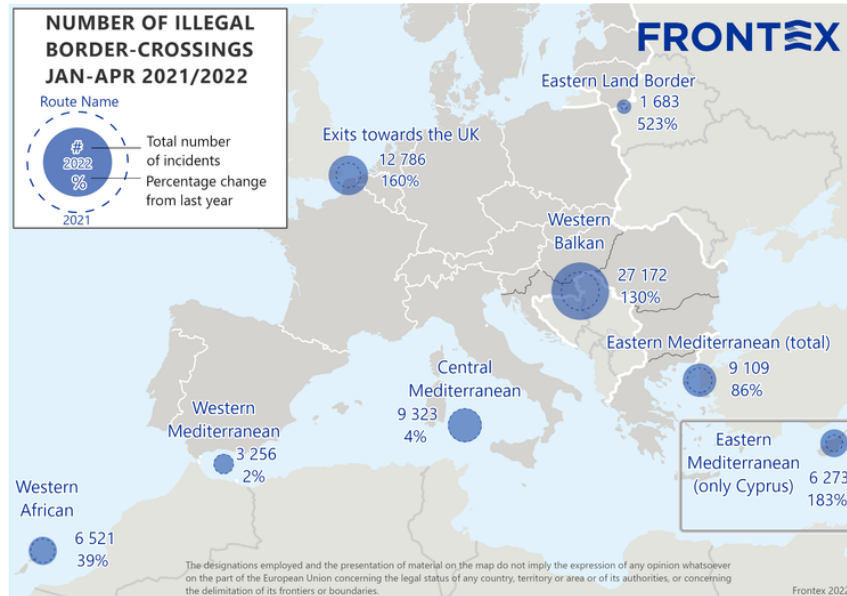 NUMBER OF ILLEGAL
BORDER-CROSSINGS
JAN-APR 2021/2022
Route Name
#
2022
%
Total number
of incidents
Percentage change
from last year
2021
FRONTEX
Eastern Land Border
1 683
523%
Exits towards the UK
12 786
160%
Western
Balkan
27 172
130%
Eastern Mediterranean (total)
9 109
86%
Central
Mediterranean
9 323
4%
Western
Mediterranean
3 256
2%
Eastern
Mediterranean
(only Cyprus)
6 273
183%
Western
African
6 521
39%
The designations employed and the presentation of material on the map do not imply the expression of any opinion whatsoever
on the part of the European Union concerning the legal status of any country, territory or area or of its authorities, or concerning
the delimitation of its frontiers or boundaries.
Frontex 2022